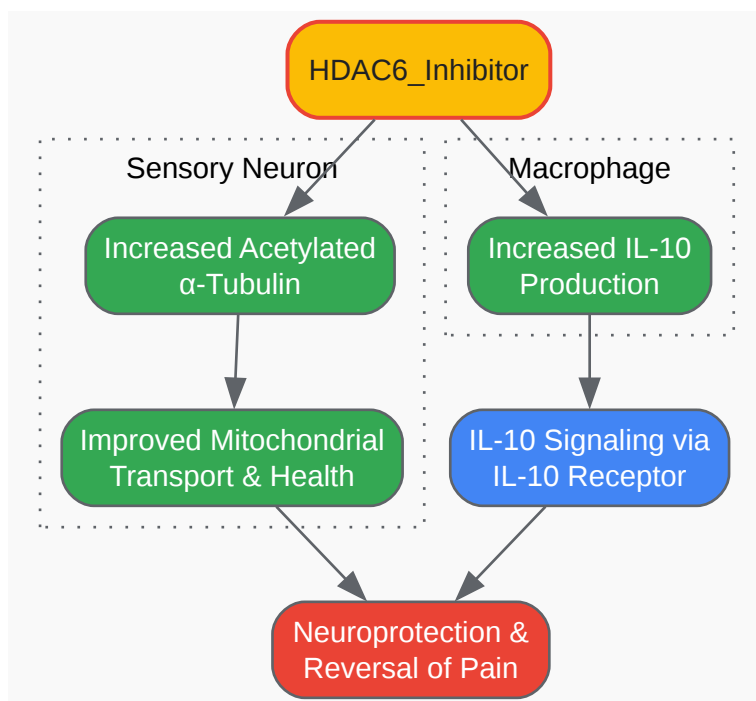 HDAC6_Inhibitor
Sensory Neuron
Macrophage
Increased Acetylated
α-Tubulin
Increased IL-10
Production
Improved Mitochondrial
Transport & Health
IL-10 Signaling via
IL-10 Receptor
Neuroprotection &
Reversal of Pain